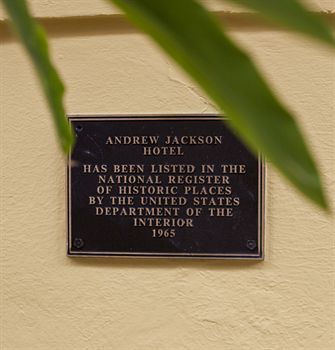 ANDREW JACKSON
HOTEL
HAS BEEN LISTED IN THE
NATIONAL REGISTER
OF HISTORIC PLACES
BY THE UNITED STATES
DEPARTMENT OF THE
INTERIOR
1965